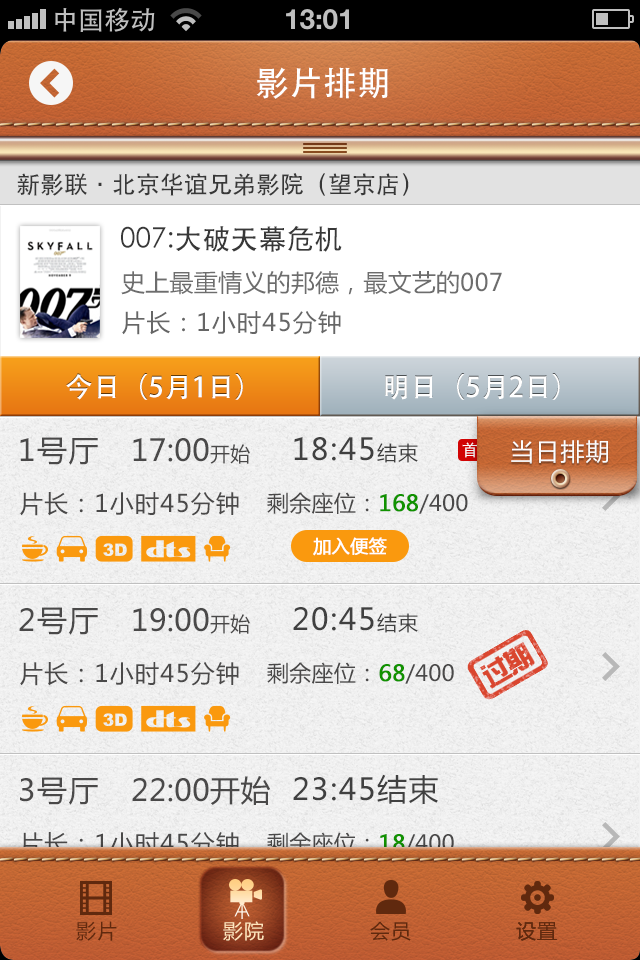 中国移动 13:01
影片排期
新影联·北京华谊兄弟影院（望京店）
SKYFALL
007
007:大破天幕危机
史上最重情义的邦德，最文艺的007
片长：1小时45分钟
今日（5月1日） 明日（5月2日）
1号厅 17:00开始 18:45结束 首
当日排期
片长：1小时45分钟 剩余座位：168/400
3D dts 加入便签
2号厅 19:00开始 20:45结束
片长：1小时45分钟 剩余座位：68/400 过期
3D dts
3号厅 22:00开始 23:45结束
片长：1小时45分钟 剩余座位：18/400
影片 影院 会员 设置